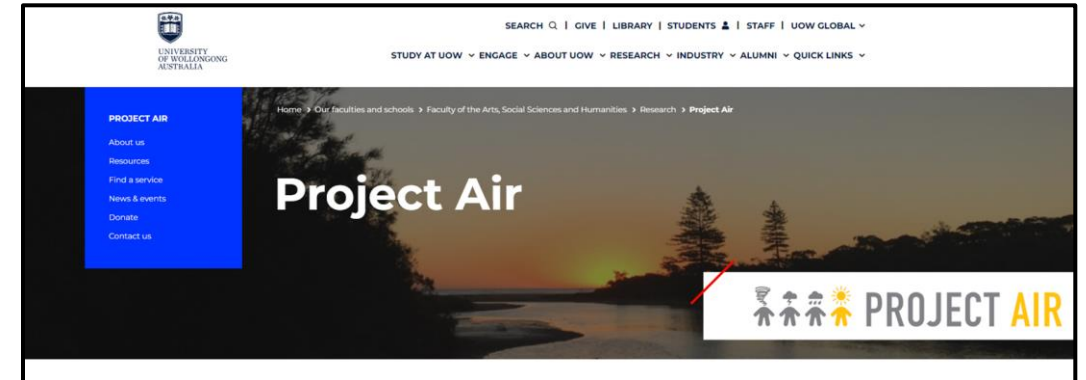 SEARCH | GIVE | LIBRARY | STUDENTS | STAFF | UOW GLOBAL
UNIVERSITY
OF WOLLONGONG
AUSTRALIA
STUDY AT UOW ENGAGE ABOUT UOW RESEARCH INDUSTRY ALUMNI QUICK LINKS
PROJECT AIR
About us
Resources
Find a service
News & events
Donate
Contact us
Home > Our faculties and schools > Faculty of the Arts, Social Sciences and Humanities > Research > Project Air
Project Air
PROJECT AIR